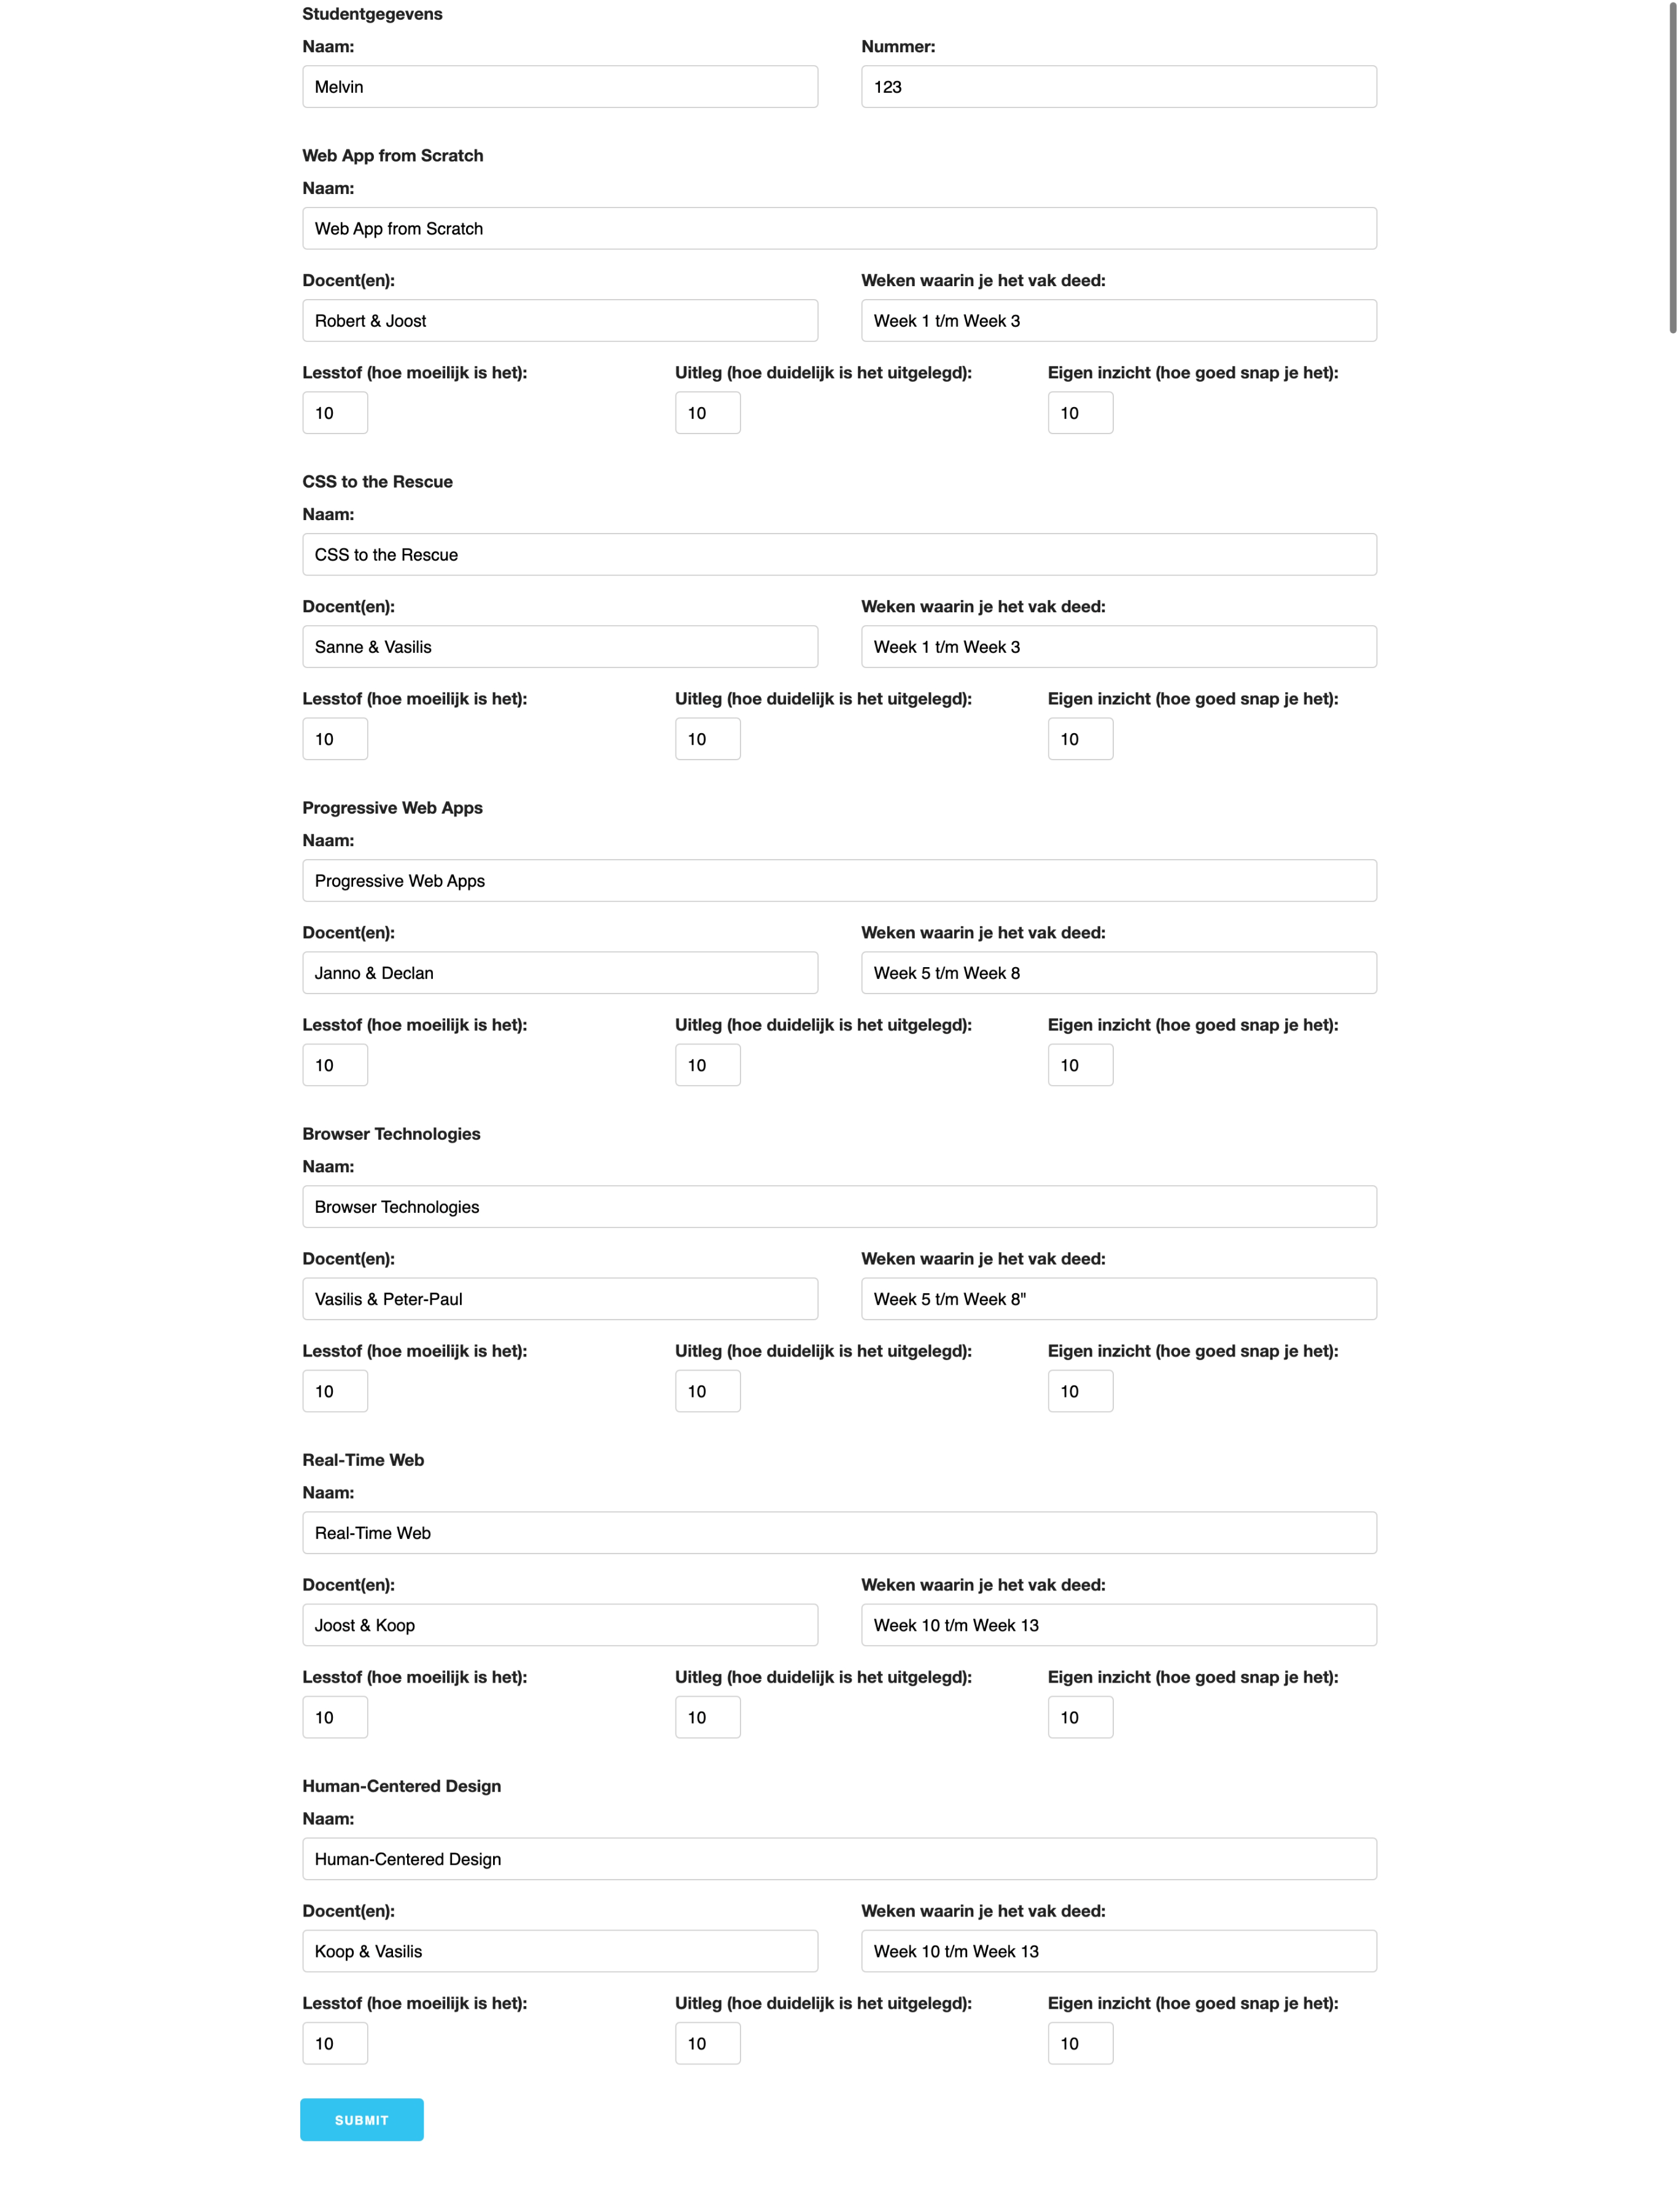 Studentgegevens
Naam: Nummer:
Melvin 123
Web App from Scratch
Naam:
Web App from Scratch
Docent(en): Weken waarin je het vak deed:
Robert & Joost Week 1 t/m Week 3
Lesstof (hoe moeilijk is het): Uitleg (hoe duidelijk is het uitgelegd): Eigen inzicht (hoe goed snap je het):
10 10 10
CSS to the Rescue
Naam:
CSS to the Rescue
Docent(en): Weken waarin je het vak deed:
Sanne & Vasilis Week 1 t/m Week 3
Lesstof (hoe moeilijk is het): Uitleg (hoe duidelijk is het uitgelegd): Eigen inzicht (hoe goed snap je het):
10 10 10
Progressive Web Apps
Naam:
Progressive Web Apps
Docent(en): Weken waarin je het vak deed:
Janno & Declan Week 5 t/m Week 8
Lesstof (hoe moeilijk is het): Uitleg (hoe duidelijk is het uitgelegd): Eigen inzicht (hoe goed snap je het):
10 10 10
Browser Technologies
Naam:
Browser Technologies
Docent(en): Weken waarin je het vak deed:
Vasilis & Peter-Paul Week 5 t/m Week 8"
Lesstof (hoe moeilijk is het): Uitleg (hoe duidelijk is het uitgelegd): Eigen inzicht (hoe goed snap je het):
10 10 10
Real-Time Web
Naam:
Real-Time Web
Docent(en): Weken waarin je het vak deed:
Joost & Koop Week 10 t/m Week 13
Lesstof (hoe moeilijk is het): Uitleg (hoe duidelijk is het uitgelegd): Eigen inzicht (hoe goed snap je het):
10 10 10
Human-Centered Design
Naam:
Human-Centered Design
Docent(en): Weken waarin je het vak deed:
Koop & Vasilis Week 10 t/m Week 13
Lesstof (hoe moeilijk is het): Uitleg (hoe duidelijk is het uitgelegd): Eigen inzicht (hoe goed snap je het):
10 10 10
SUBMIT